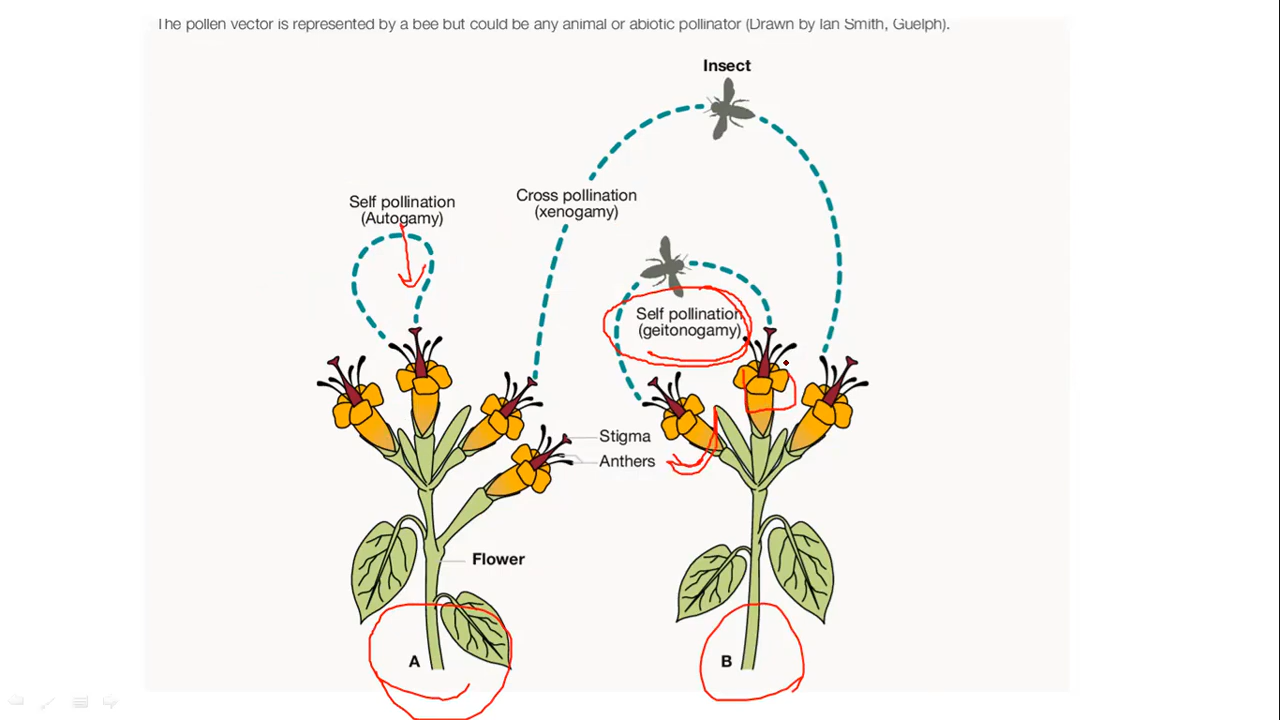 The pollen vector is represented by a bee but could be any animal or abiotic pollinator (Drawn by Ian Smith, Guelph).
Insect
Self pollination
(Autogamy)
Cross pollination
(xenogamy)
Self pollination
(geitonogamy)
Stigma
Anthers
Flower
A
B